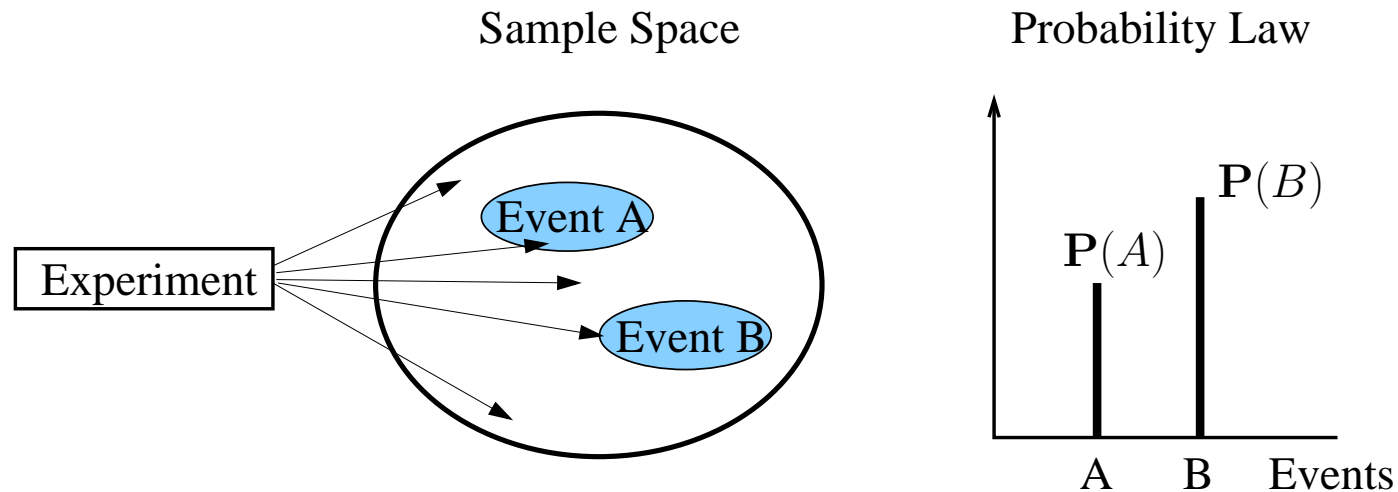 Sample Space
Probability Law
Experiment
Event A
Event B
P(B)
P(A)
A B Events